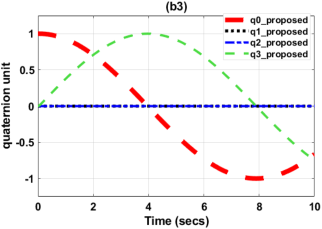 (b3)
q0_proposed
q1_proposed
q2_proposed
q3_proposed
quaternion unit
1
0.5
0
-0.5
-1
0 2 4 6 8 10
Time (secs)